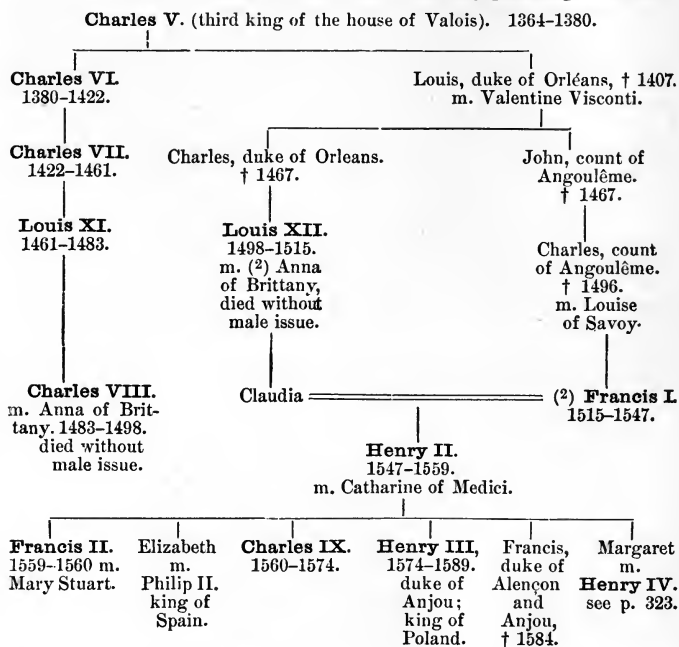 Charles V. (third king of the house of Valois). 1364–1380.
Charles VI.
1380–1422.
Louis, duke of Orléans, † 1407.
m. Valentine Visconti.
Charles VII.
1422–1461.
Charles, duke of Orleans.
† 1467.
John, count of
Angoulême.
† 1467.
Louis XI.
1461–1483.
Louis XII.
1498–1515.
m. (2) Anna
of Brittany,
died without
male issue.
Charles, count
of Angoulême.
† 1496.
m. Louise
of Savoy.
Charles VIII.
m. Anna of Brit-
tany. 1483–1498.
died without
male issue.
Claudia
(2) Francis I.
1515–1547.
Henry II.
1547–1559.
m. Catharine of Medici.
Francis II.
1559–1560 m.
Mary Stuart.
Elizabeth
m.
Philip II.
king of
Spain.
Charles IX.
1560–1574.
Henry III,
1574–1589.
duke of
Anjou;
king of
Poland.
Francis,
duke of
Alençon
and
Anjou,
† 1584.
Margaret
m.
Henry IV.
see p. 323.